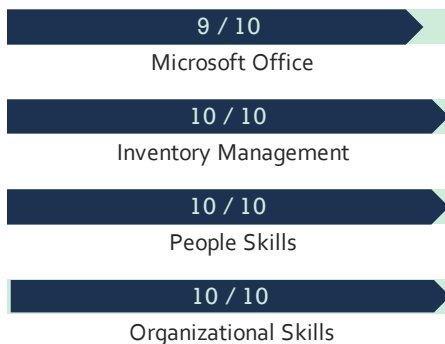 9 / 10
Microsoft Office
10 / 10
Inventory Management
10 / 10
People Skills
10 / 10
Organizational Skills